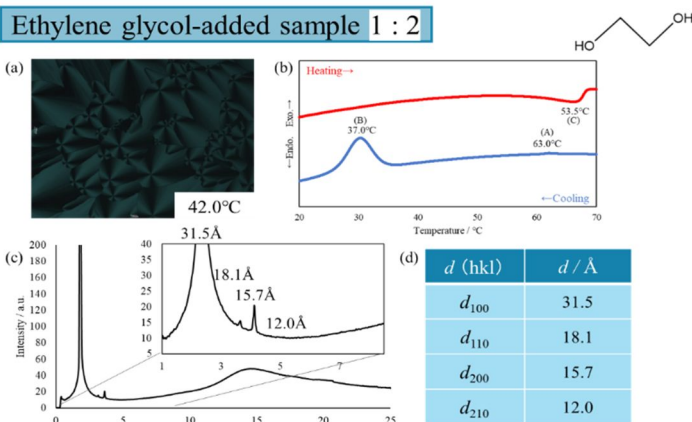 Ethylene glycol-added sample 1 : 2
HO
OH
(a)
42.0℃
(b)
Heating→
Exo.→
←Endo.
(B)
37.0℃
53.5℃
(C)
(A)
63.0℃
←Cooling
20 30 40 50 60 70
Temperature / ℃
(c)
Intensity / a.u.
200
180
160
140
120
100
80
60
40
20
0
0 5 10 15 20 25
40
35
30
25
20
15
10
5
1 3 5 7
31.5Å
18.1Å
15.7Å
12.0Å
(d)
d (hkl) d / Å
d100 31.5
d110 18.1
d200 15.7
d210 12.0